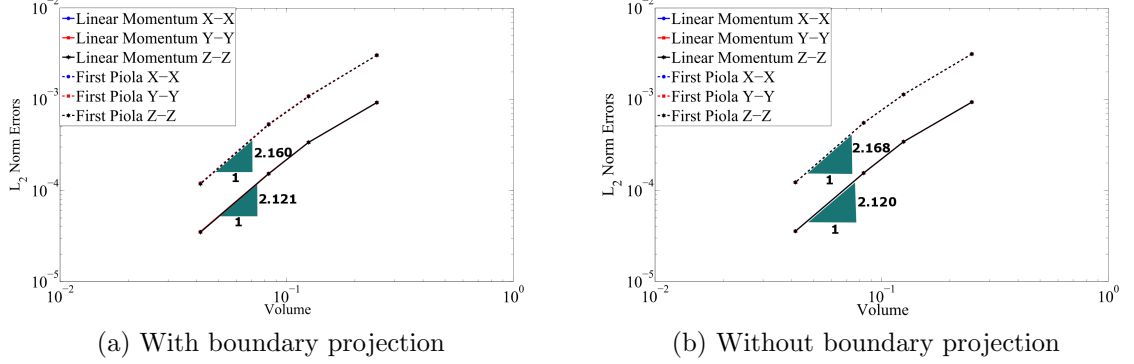 10^−2
Linear Momentum X−X
Linear Momentum Y−Y
Linear Momentum Z−Z
First Piola X−X
First Piola Y−Y
First Piola Z−Z
10^−3
10^−4
10^−5
L_2 Norm Errors
2.160
1
2.121
1
10^−2
10^−1
10^0
Volume
(a) With boundary projection
10^−2
Linear Momentum X−X
Linear Momentum Y−Y
Linear Momentum Z−Z
First Piola X−X
First Piola Y−Y
First Piola Z−Z
10^−3
10^−4
10^−5
L_2 Norm Errors
2.168
1
2.120
1
10^−2
10^−1
10^0
Volume
(b) Without boundary projection